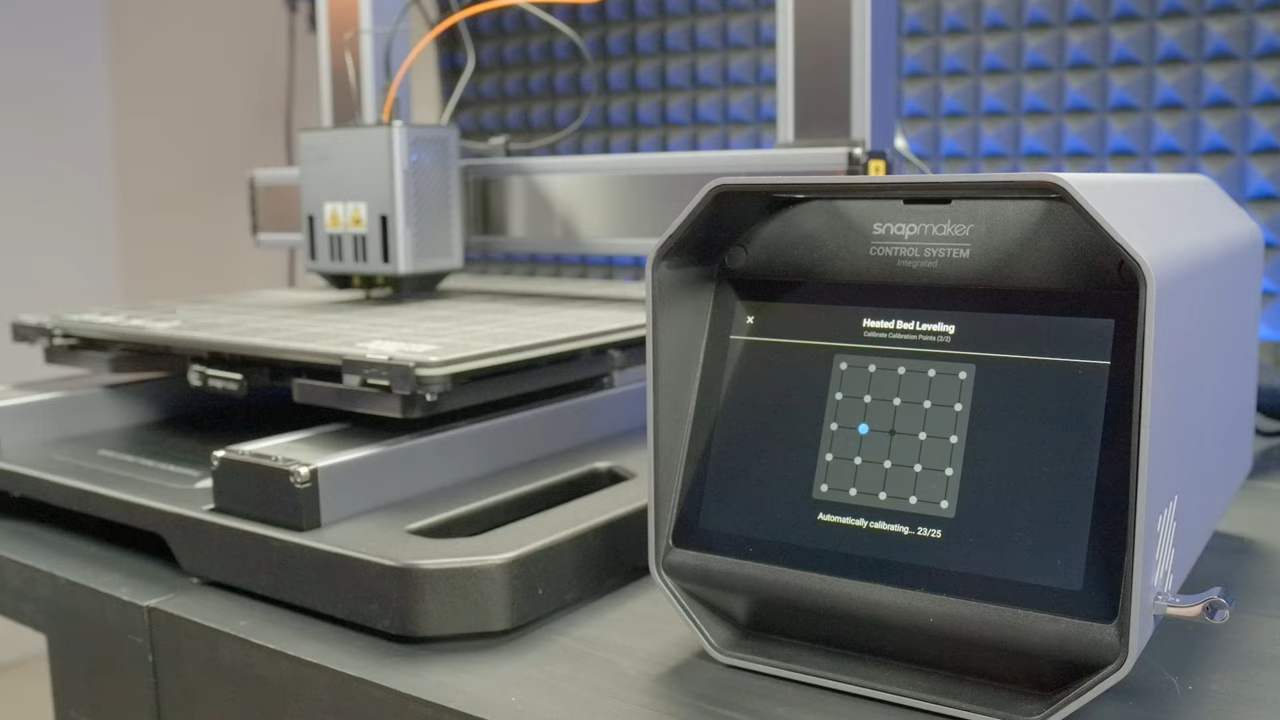 snapmaker
CONTROL SYSTEM
Integrated
×
Heated Bed Leveling
Calibrate Calibration Points (2/2)
Automatically calibrating... 23/25